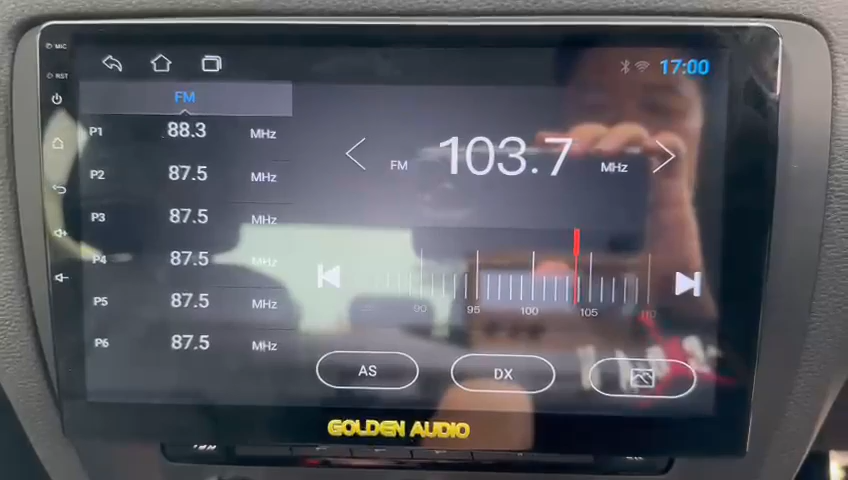 MIC
17:00
RST
FM
P1 88.3 MHz
P2 87.5 MHz
P3 87.5 MHz
P4 87.5 MHz
P5 87.5 MHz
P6 87.5 MHz
FM 103.7 MHz
90 95 100 105 110
AS DX
GOLDEN AUDIO